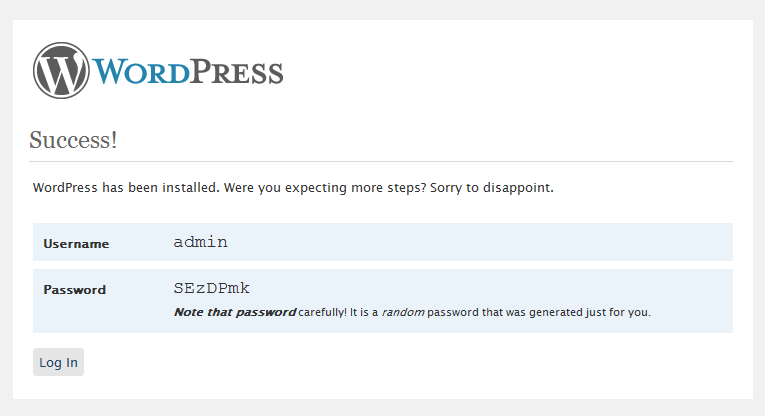 WORDPRESS
Success!
WordPress has been installed. Were you expecting more steps? Sorry to disappoint.
Username admin
Password SEzDPmk
Note that password carefully! It is a random password that was generated just for you.
Log In